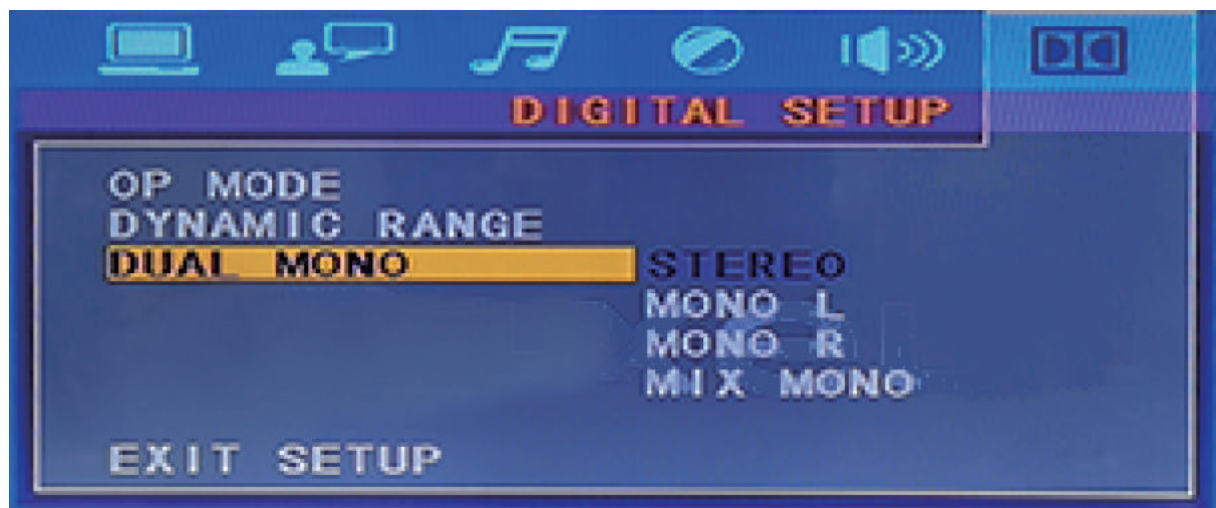 DIGITAL SETUP
OP MODE
DYNAMIC RANGE
DUAL MONO STEREO
MONO L
MONO R
MIX MONO
EXIT SETUP